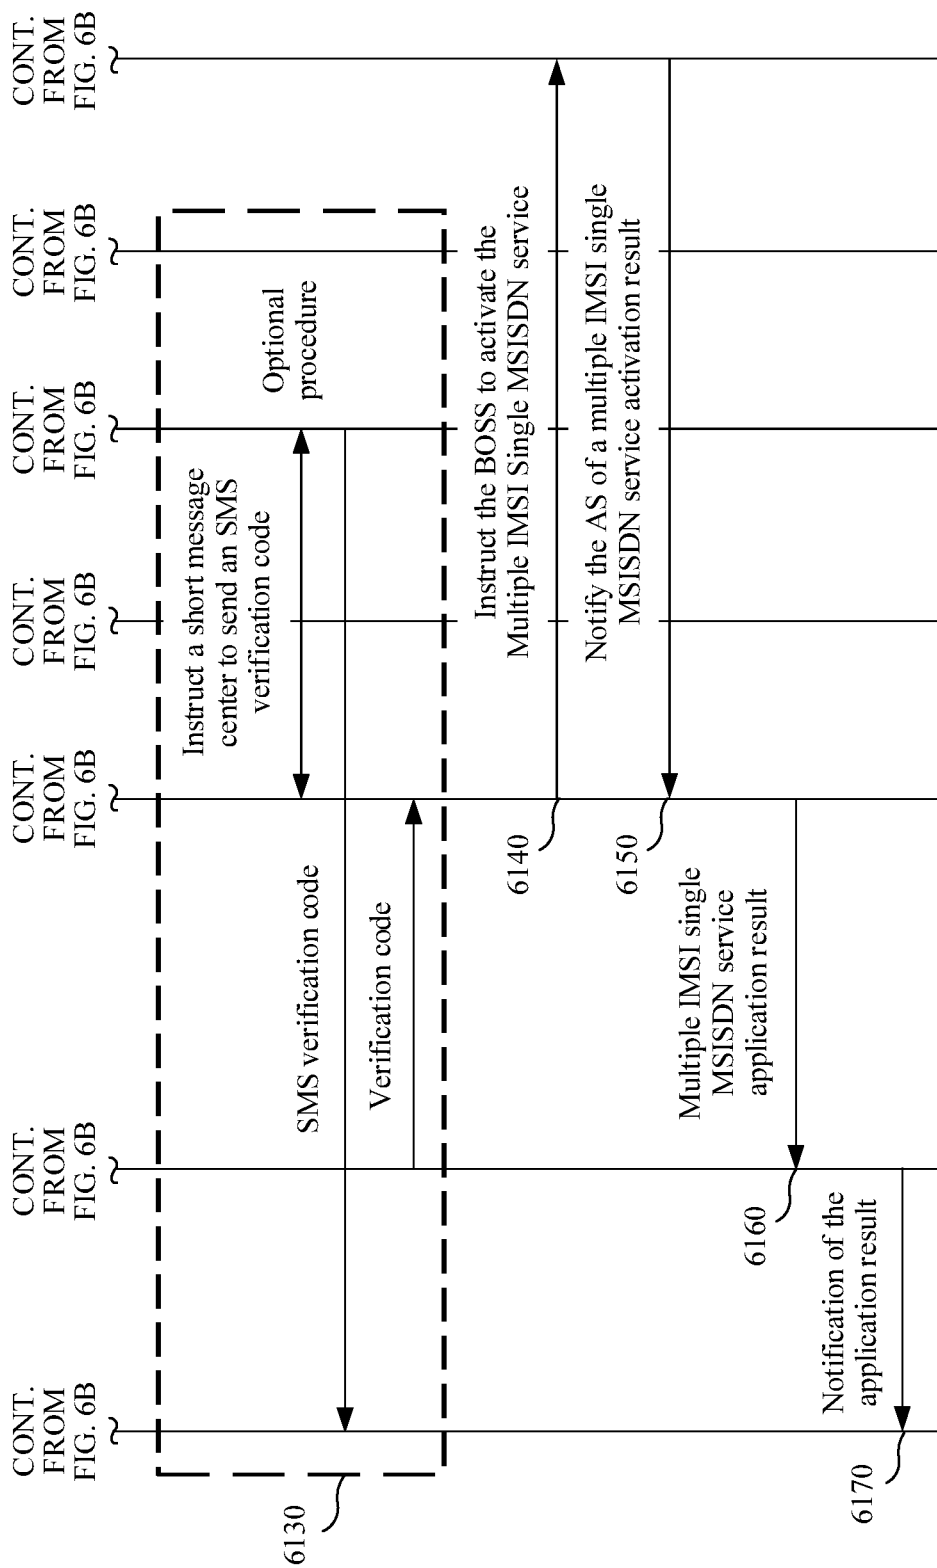 CONT.
FROM
FIG. 6B
CONT.
FROM
FIG. 6B
CONT.
FROM
FIG. 6B
CONT.
FROM
FIG. 6B
CONT.
FROM
FIG. 6B
CONT.
FROM
FIG. 6B
CONT.
FROM
FIG. 6B
6130
Instruct a short message
center to send an SMS
verification code
Optional
procedure
SMS verification code
Verification code
Instruct the BOSS to activate the
Multiple IMSI Single MSISDN service
6140
Notify the AS of a multiple IMSI single
MSISDN service activation result
6150
Multiple IMSI single
MSISDN service
application result
6160
Notification of the
application result
6170